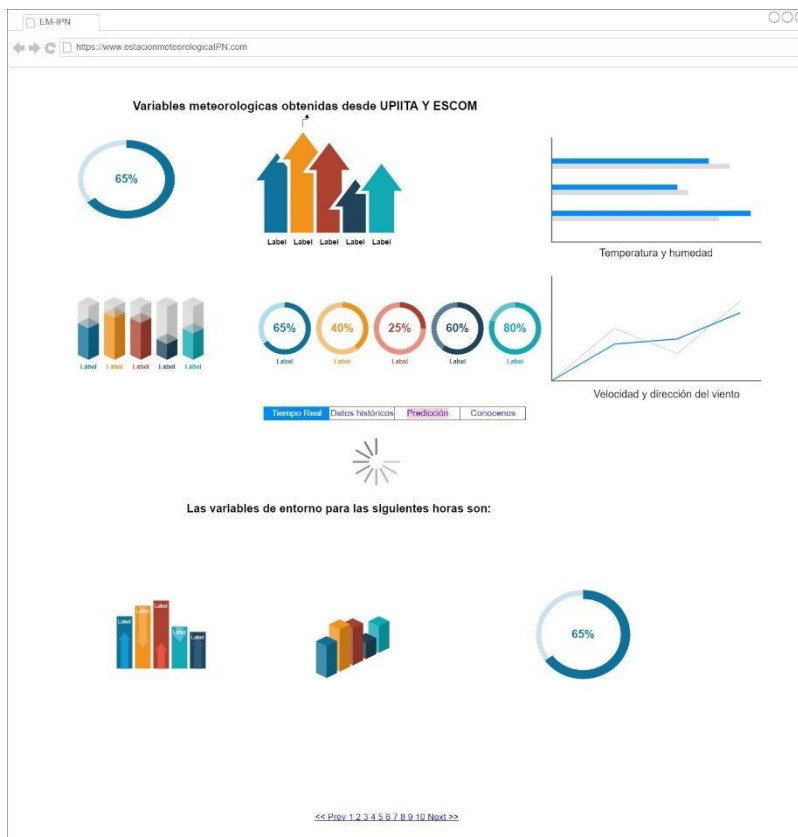 EM-IPN
https://www.estacionmeteorologicaIPN.com
Variables meteorologicas obtenidas desde UPIITA Y ESCOM
65%
Label Label Label Label Label
Temperatura y humedad
65% 40% 25% 60% 80%
Label Label Label Label Label
Label Label Label Label Label
Velocidad y dirección del viento
Tiempo Real Datos históricos Predicción Conocenos
Las variables de entorno para las siguientes horas son:
Label Label Label Label Label
65%
<< Prev 1 2 3 4 5 6 7 8 9 10 Next >>